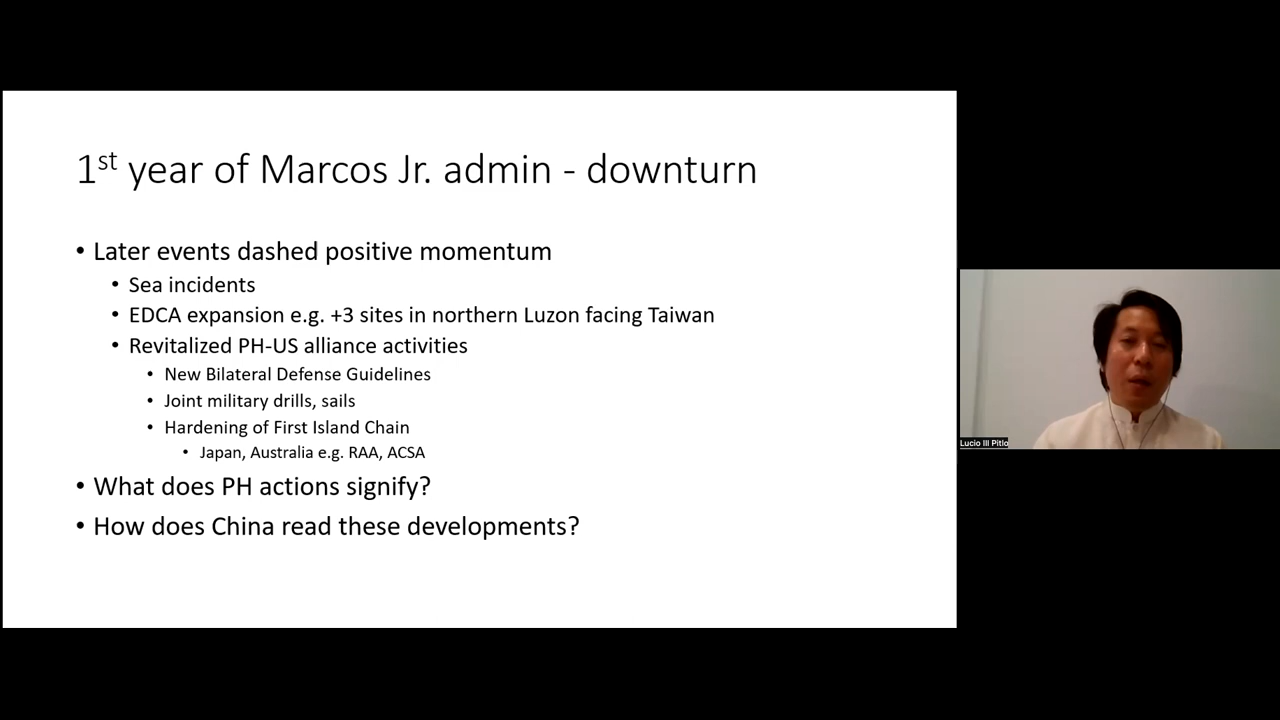 1st year of Marcos Jr. admin - downturn
• Later events dashed positive momentum
• Sea incidents
• EDCA expansion e.g. +3 sites in northern Luzon facing Taiwan
• Revitalized PH-US alliance activities
• New Bilateral Defense Guidelines
• Joint military drills, sails
• Hardening of First Island Chain
• Japan, Australia e.g. RAA, ACSA
• What does PH actions signify?
• How does China read these developments?
Lucio III Pitlo